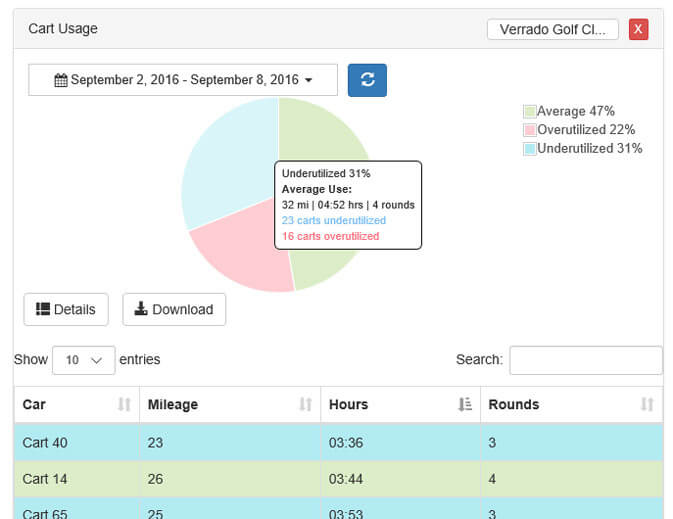 Cart Usage
Verrado Golf Cl...
X
September 2, 2016 - September 8, 2016
Average 47%
Overutilized 22%
Underutilized 31%
Underutilized 31%
Average Use:
32 mi | 04:52 hrs | 4 rounds
23 carts underutilized
16 carts overutilized
Details
Download
Show 10 entries
Search:
Car Mileage Hours Rounds
Cart 40 23 03:36 3
Cart 14 26 03:44 4
Cart 65 25 03:53 3